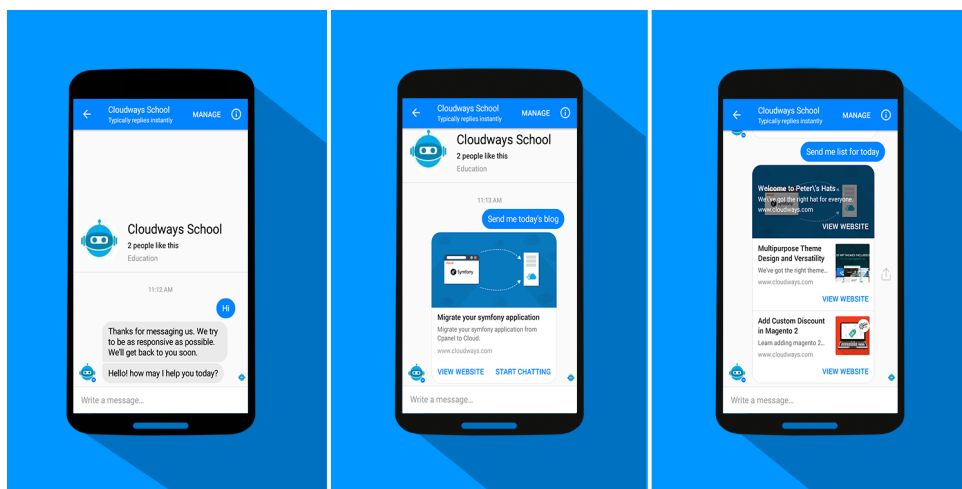 Cloudways School
Typically replies instantly
MANAGE
Cloudways School
2 people like this
Education
11:12 AM
Hi
Thanks for messaging us. We try
to be as responsive as possible.
We'll get back to you soon.
Hello! how may I help you today?
Write a message...
Cloudways School
Typically replies instantly
MANAGE
Cloudways School
2 people like this
Education
11:13 AM
Send me today's blog
Symfony
Migrate your symfony application
Migrate your symfony application from
Cpanel to Cloud.
www.cloudways.com
VIEW WEBSITE START CHATTING
Write a message...
Cloudways School
Typically replies instantly
MANAGE
Send me list for today
Welcome to Peter\'s Hats
We\'ve got the right hat for everyone.
www.cloudways.com
VIEW WEBSITE
Multipurpose Theme
Design and Versatility
We've got the right theme...
www.cloudways.com
VIEW WEBSITE
Add Custom Discount
in Magento 2
Learn adding magento 2...
www.cloudways.com
VIEW WEBSITE
Write a message...